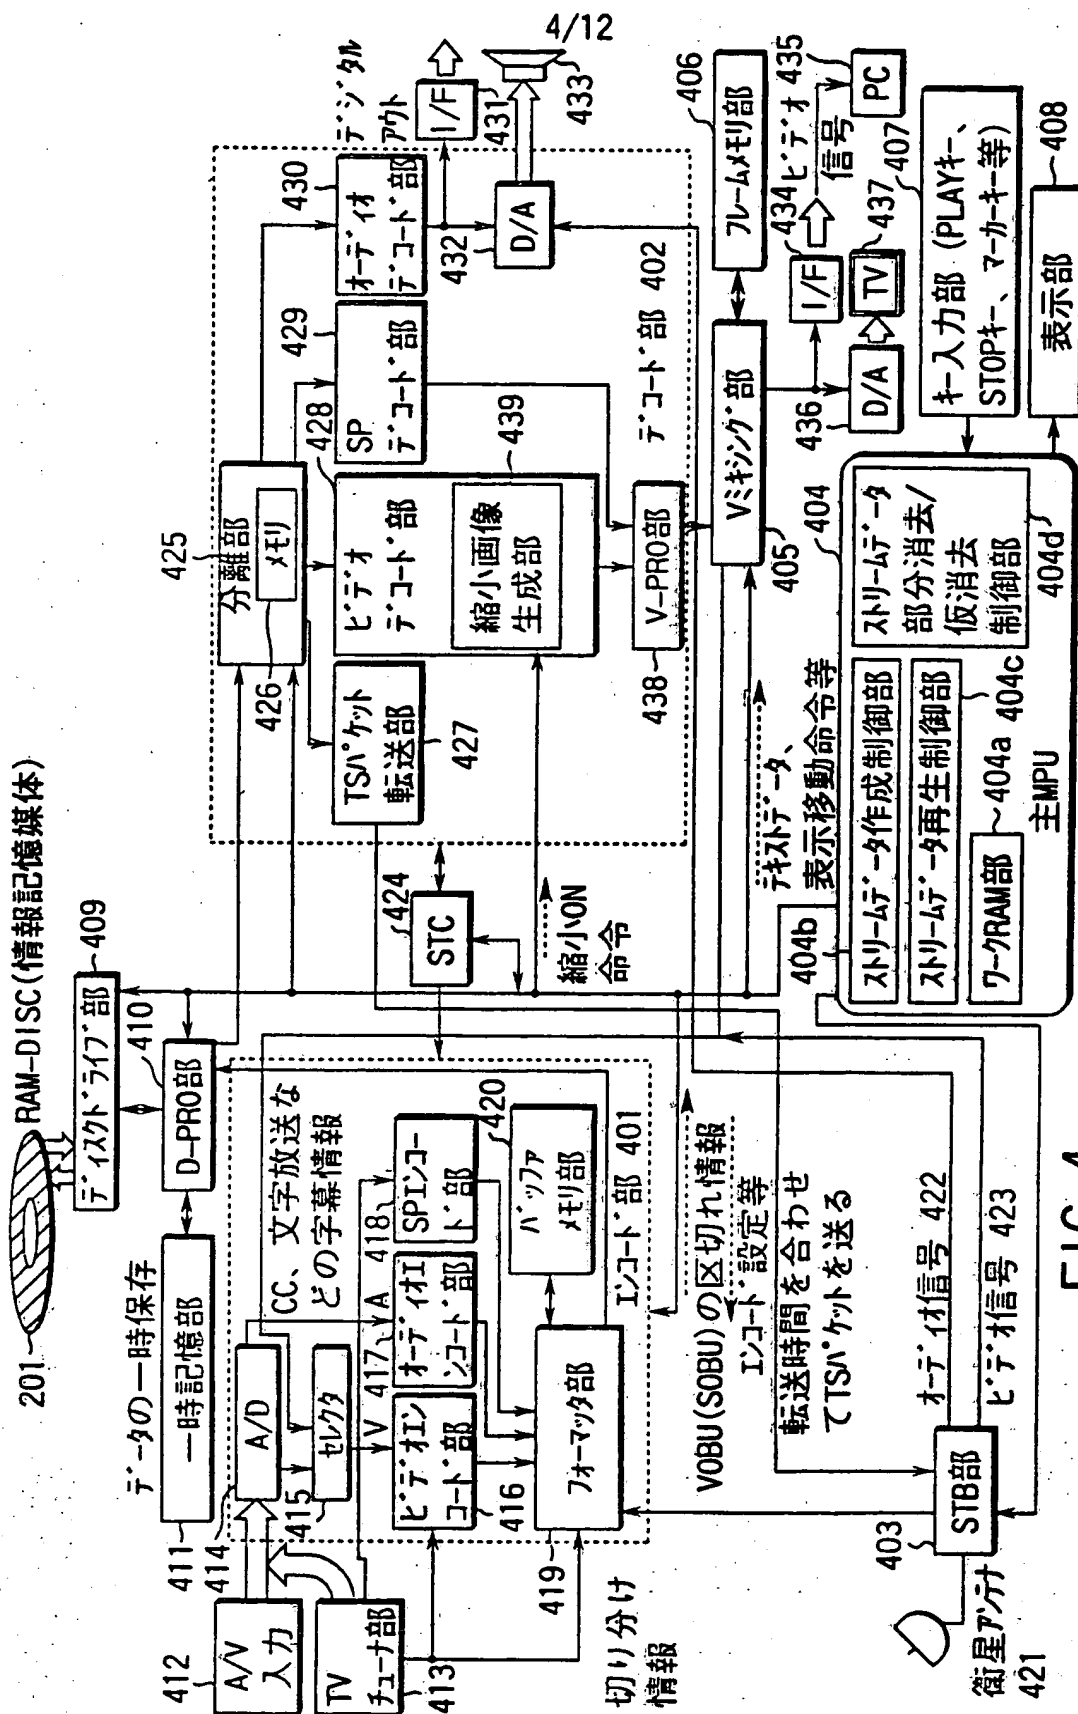 4/12
201
RAM-DISC(情報記憶媒体)
データの一時保存
411
一時記憶部
410
D-PRO部
409
ディスクドライブ部
412
A/V
入力
TV
チューナ部
413
414
A/D
415
セレクタ
CC、文字放送な
どの字幕情報
V
417
A
418
ビデオエン
コード部
416
オーディオエ
ンコード部
SPエンコー
ド部
419
フォーマッタ部
バッファ
メモリ部
420
エンコード部 401
切り分け
情報
424
STC
縮小ON
命令
425
分離部
メモリ
426
TSパケット
転送部
427
428
ビデオ
デコード部
縮小画像
生成部
439
429
SP
デコード部
430
オーディオ
デコード部
デジタル
アウト
I/F
431
432
D/A
433
438
V-PRO部
デコード部 402
405
Vミキシング部
フレームメモリ部
406
VOBU(SOBU)の区切れ情報
エンコード設定等
転送時間を合わせ
てTSパケットを送る
テキストデータ、
表示移動命令等
434
I/F
ビデオ
信号
435
PC
436
D/A
TV
437
407
キー入力部 (PLAYキー、
STOPキー、マーカーキー等)
表示部
408
404
404b
ストリームデータ作成制御部
ストリームデータ再生制御部
404c
ワークRAM部
404a
ストリームデータ
部分消去/
仮消去
制御部
404d
主MPU
オーディオ信号 422
ビデオ信号 423
403
STB部
衛星アンテナ
421
FIG. 4